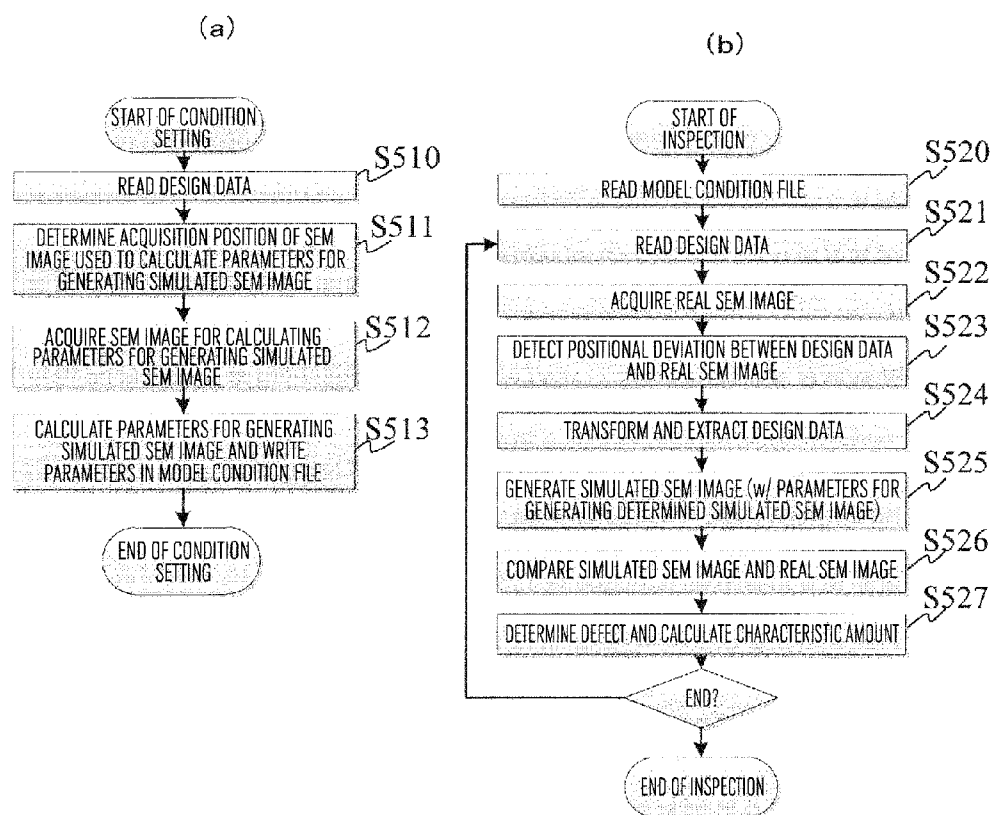 (a)
START OF CONDITION
SETTING
S510
READ DESIGN DATA
S511
DETERMINE ACQUISITION POSITION OF SEM
IMAGE USED TO CALCULATE PARAMETERS FOR
GENERATING SIMULATED SEM IMAGE
S512
ACQUIRE SEM IMAGE FOR CALCULATING
PARAMETERS FOR GENERATING SIMULATED
SEM IMAGE
S513
CALCULATE PARAMETERS FOR GENERATING
SIMULATED SEM IMAGE AND WRITE
PARAMETERS IN MODEL CONDITION FILE
END OF CONDITION
SETTING
(b)
START OF
INSPECTION
S520
READ MODEL CONDITION FILE
S521
READ DESIGN DATA
S522
ACQUIRE REAL SEM IMAGE
S523
DETECT POSITIONAL DEVIATION BETWEEN DESIGN DATA
AND REAL SEM IMAGE
S524
TRANSFORM AND EXTRACT DESIGN DATA
S525
GENERATE SIMULATED SEM IMAGE (w/ PARAMETERS FOR
GENERATING DETERMINED SIMULATED SEM IMAGE)
S526
COMPARE SIMULATED SEM IMAGE AND REAL SEM IMAGE
S527
DETERMINE DEFECT AND CALCULATE CHARACTERISTIC AMOUNT
END?
END OF INSPECTION